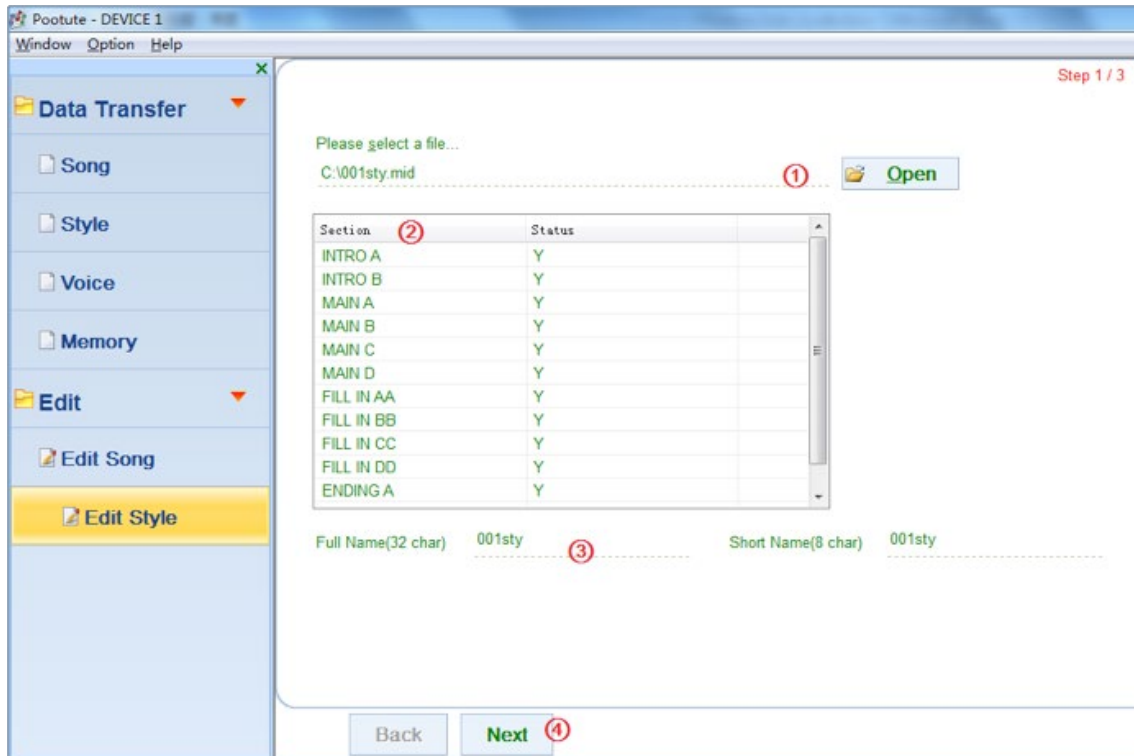 Pootute - DEVICE 1
Window Option Help
Step 1 / 3
Data Transfer
Song
Style
Voice
Memory
Edit
Edit Song
Edit Style
Please select a file...
C:\001sty.mid ① Open
Section ② Status
INTRO A Y
INTRO B Y
MAIN A Y
MAIN B Y
MAIN C Y
MAIN D Y
FILL IN AA Y
FILL IN BB Y
FILL IN CC Y
FILL IN DD Y
ENDING A Y
Full Name(32 char) 001sty ③ Short Name(8 char) 001sty
Back Next ④